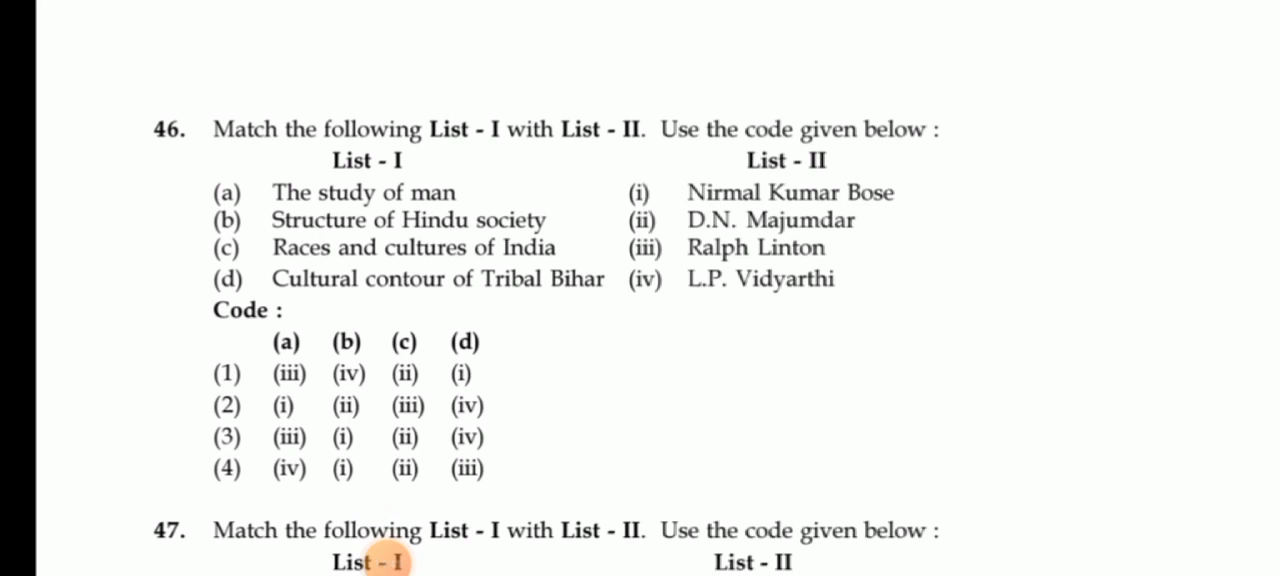 46. Match the following List - I with List - II. Use the code given below :
List - I List - II
(a) The study of man (i) Nirmal Kumar Bose
(b) Structure of Hindu society (ii) D.N. Majumdar
(c) Races and cultures of India (iii) Ralph Linton
(d) Cultural contour of Tribal Bihar (iv) L.P. Vidyarthi
Code :
(a) (b) (c) (d)
(1) (iii) (iv) (ii) (i)
(2) (i) (ii) (iii) (iv)
(3) (iii) (i) (ii) (iv)
(4) (iv) (i) (ii) (iii)
47. Match the following List - I with List - II. Use the code given below :
List - I List - II